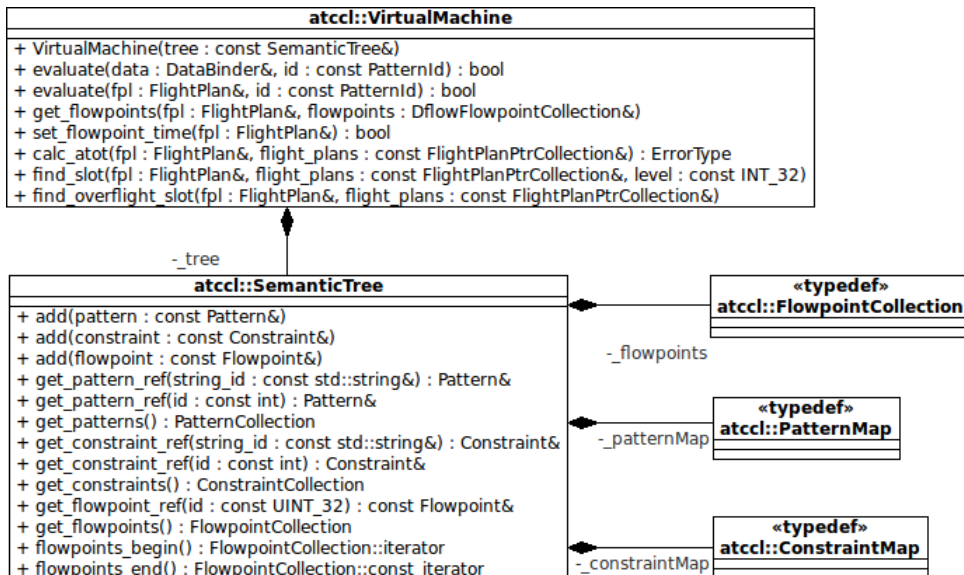 atccl::VirtualMachine
+ VirtualMachine(tree : const SemanticTree&)
+ evaluate(data : DataBinder&, id : const PatternId) : bool
+ evaluate(fpl : FlightPlan&, id : const PatternId) : bool
+ get_flowpoints(fpl : FlightPlan&, flowpoints : DflowFlowpointCollection&)
+ set_flowpoint_time(fpl : FlightPlan&) : bool
+ calc_atot(fpl : FlightPlan&, flight_plans : const FlightPlanPtrCollection&) : ErrorType
+ find_slot(fpl : FlightPlan&, flight_plans : const FlightPlanPtrCollection&, level : const INT_32)
+ find_overflight_slot(fpl : FlightPlan&, flight_plans : const FlightPlanPtrCollection&)
-_tree
atccl::SemanticTree
+ add(pattern : const Pattern&)
+ add(constraint : const Constraint&)
+ add(flowpoint : const Flowpoint&)
+ get_pattern_ref(string_id : const std::string&) : Pattern&
+ get_pattern_ref(id : const int) : Pattern&
+ get_patterns() : PatternCollection
+ get_constraint_ref(string_id : const std::string&) : Constraint&
+ get_constraint_ref(id : const int) : Constraint&
+ get_constraints() : ConstraintCollection
+ get_flowpoint_ref(id : const UINT_32) : const Flowpoint&
+ get_flowpoints() : FlowpointCollection
+ flowpoints_begin() : FlowpointCollection::iterator
+ flowpoints_end() : FlowpointCollection::const_iterator
«typedef»
atccl::FlowpointCollection
-_flowpoints
«typedef»
atccl::PatternMap
-_patternMap
«typedef»
atccl::ConstraintMap
-_constraintMap